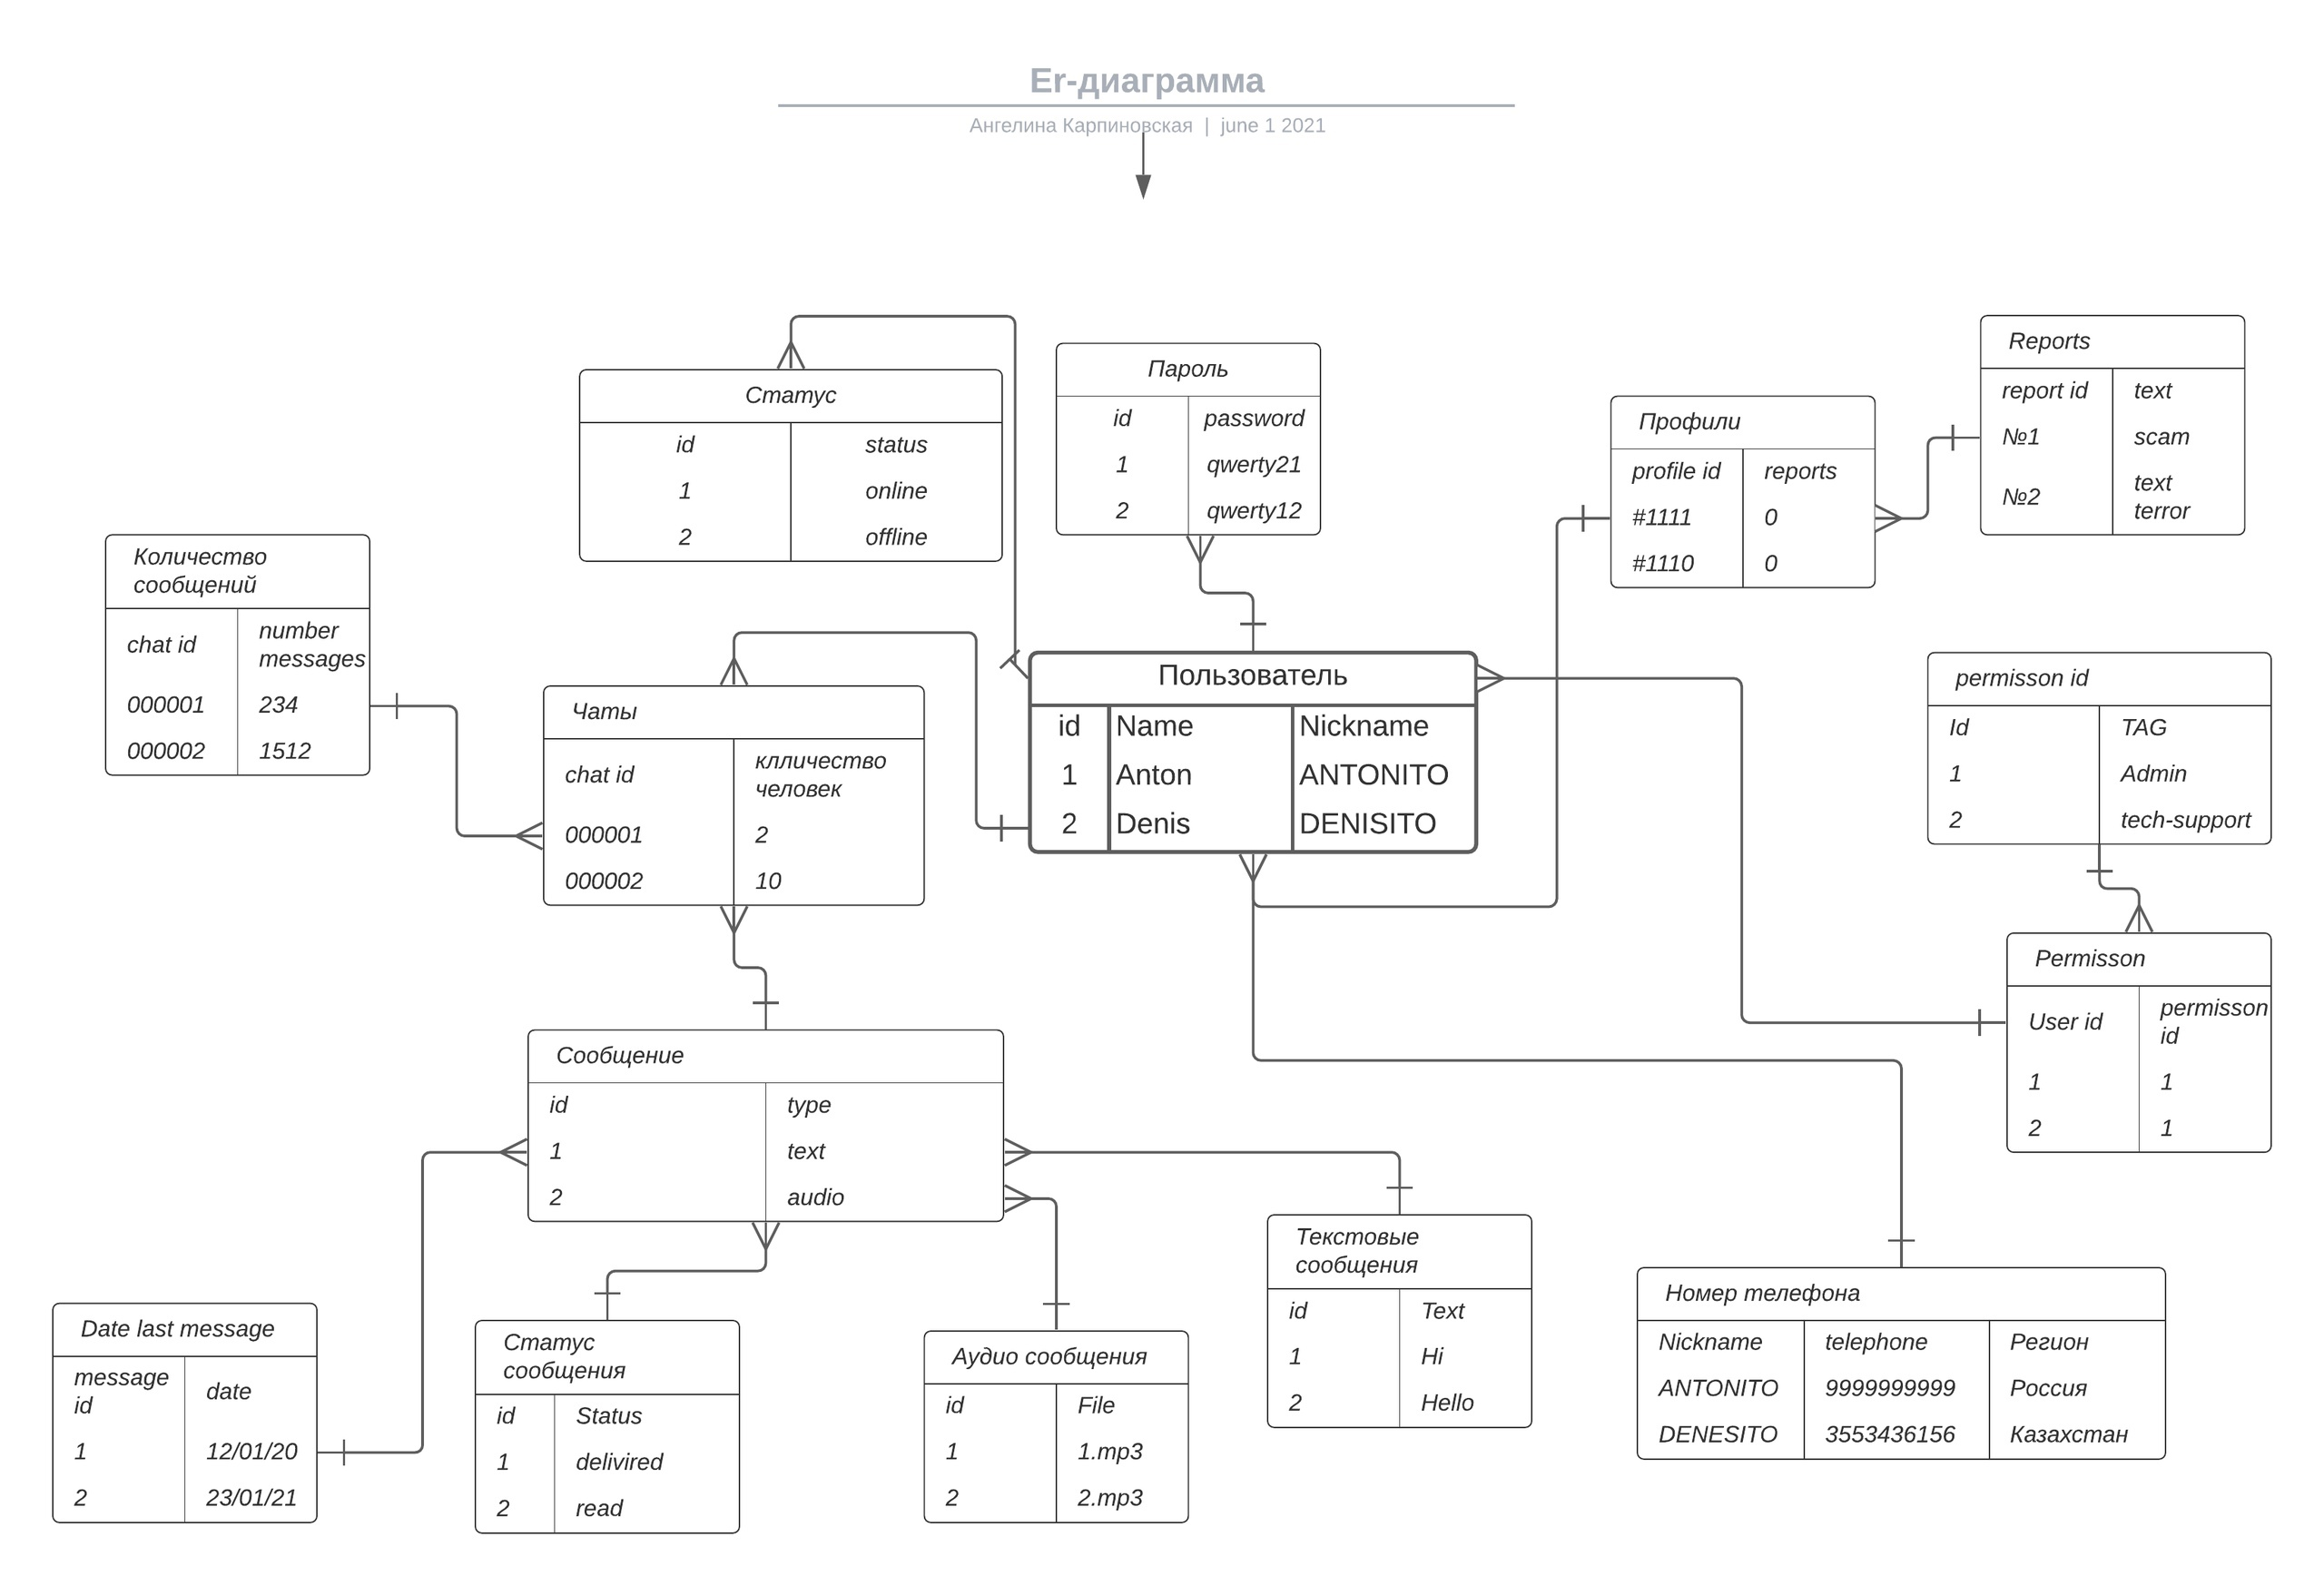 Er-диаграмма
Ангелина Карпиновская | june 1 2021
Статус
id status
1 online
2 offline
Пароль
id password
1 qwerty21
2 qwerty12
Профили
profile id reports
#1111 0
#1110 0
Reports
report id text
№1 scam
№2 text
terror
Количество
сообщений
chat id number
messages
000001 234
000002 1512
Чаты
chat id клличество
человек
000001 2
000002 10
Пользователь
id Name Nickname
1 Anton ANTONITO
2 Denis DENISITO
permisson id
Id TAG
1 Admin
2 tech-support
Permisson
User id permisson
id
1 1
2 1
Сообщение
id type
1 text
2 audio
Date last message
message
id date
1 12/01/20
2 23/01/21
Статус
сообщения
id Status
1 delivired
2 read
Аудио сообщения
id File
1 1.mp3
2 2.mp3
Текстовые
сообщения
id Text
1 Hi
2 Hello
Номер телефона
Nickname telephone Регион
ANTONITO 9999999999 Россия
DENESITO 3553436156 Казахстан